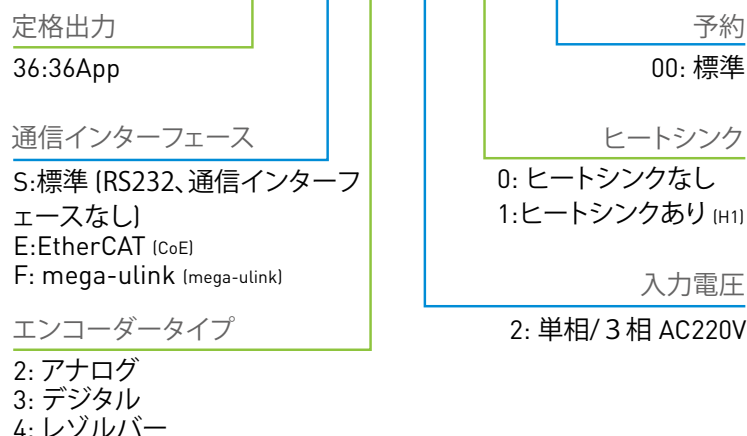 定格出力
36:36App
通信インターフェース
S:標準 (RS232、通信インターフ
ェースなし)
E:EtherCAT (CoE)
F: mega-ulink (mega-ulink)
エンコーダータイプ
2: アナログ
3: デジタル
4: レゾルバー
予約
00: 標準
ヒートシンク
0: ヒートシンクなし
1:ヒートシンクあり (H1)
入力電圧
2: 単相/３相 AC220V